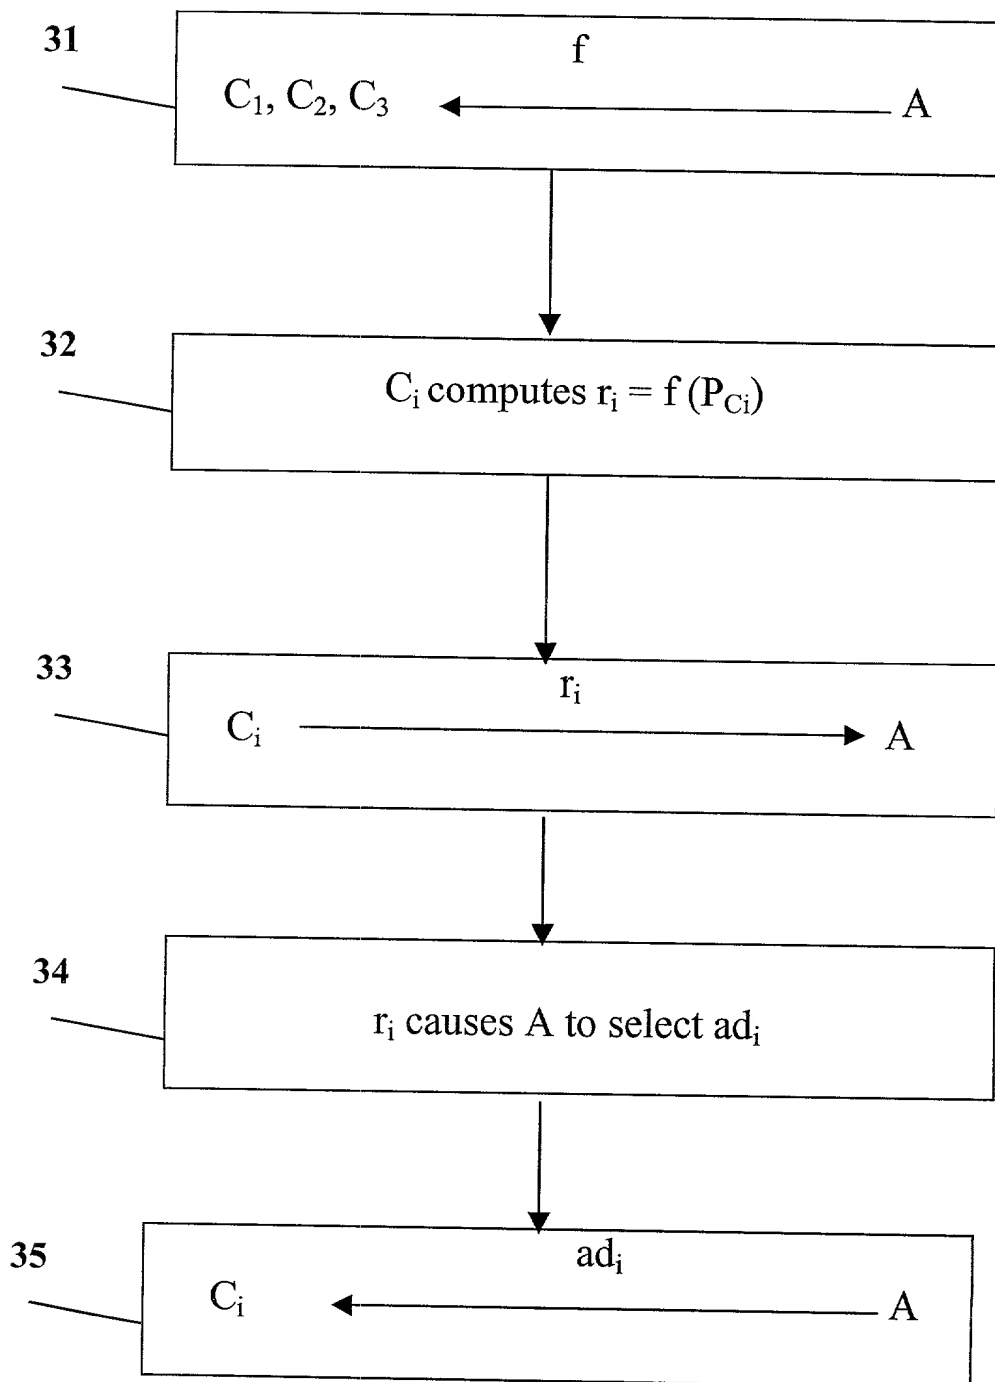 31
f
C₁, C₂, C₃ A
32
Cᵢ computes rᵢ = f (P_Cᵢ)
33
rᵢ
Cᵢ A
34
rᵢ causes A to select adᵢ
35
adᵢ
Cᵢ A